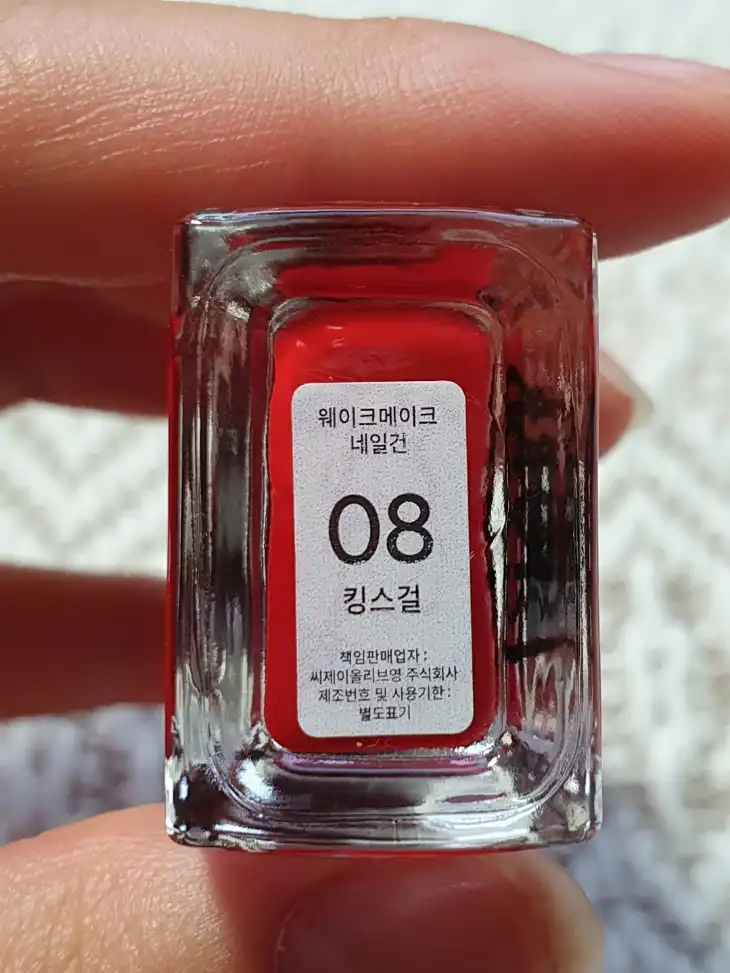 웨이크메이크
네일건
08
킹스걸
책임판매업자 :
씨제이올리브영 주식회사
제조번호 및 사용기한 :
별도표기